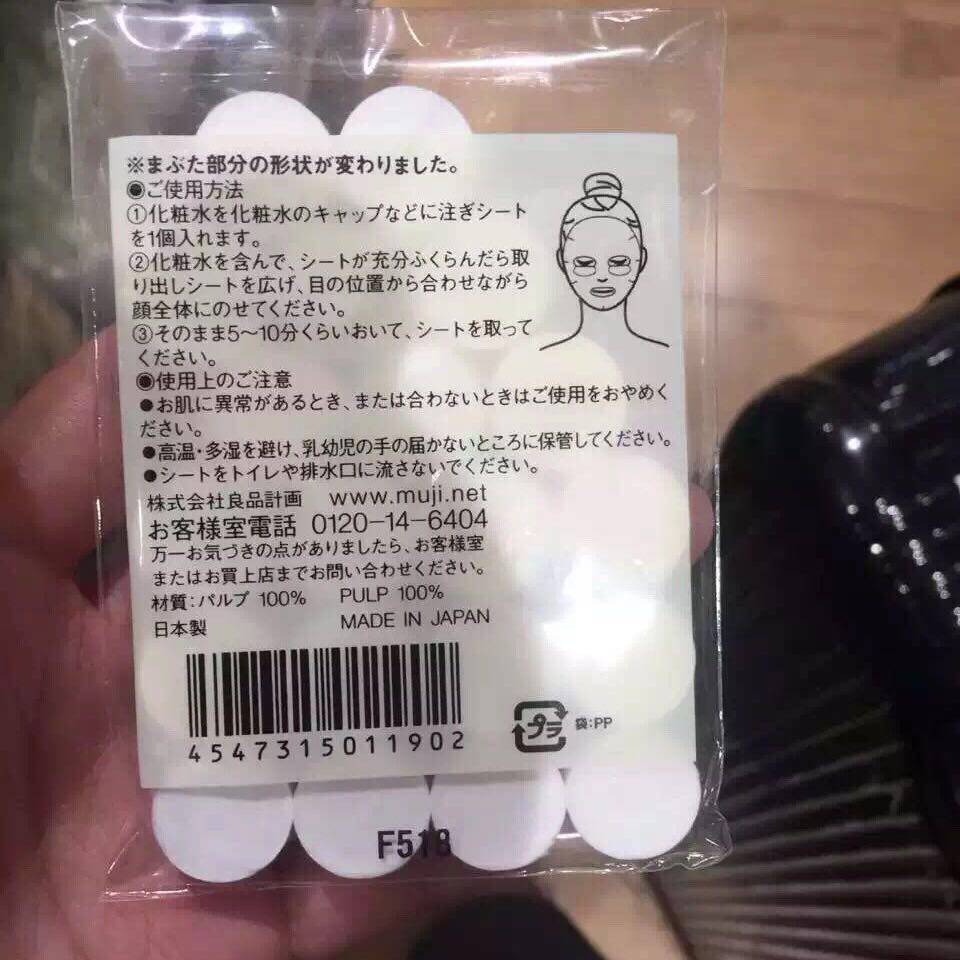 ※まぶた部分の形状が変わりました。
◉ご使用方法
①化粧水を化粧水のキャップなどに注ぎシート
を1個入れます。
②化粧水を含んで、シートが充分ふくらんだら取
り出しシートを広げ、目の位置から合わせながら
顔全体にのせてください。
③そのまま5〜10分くらいおいて、シートを取って
ください。
◉使用上のご注意
●お肌に異常があるとき、または合わないときはご使用をおやめく
ださい。
●高温・多湿を避け、乳幼児の手の届かないところに保管してください。
●シートをトイレや排水口に流さないでください。
株式会社良品計画 www.muji.net
お客様室電話 0120-14-6404
万一お気づきの点がありましたら、お客様室
またはお買上店までお問い合わせください。
材質:パルプ 100% PULP 100%
日本製 MADE IN JAPAN
4547315011902
プラ 袋:PP
F518